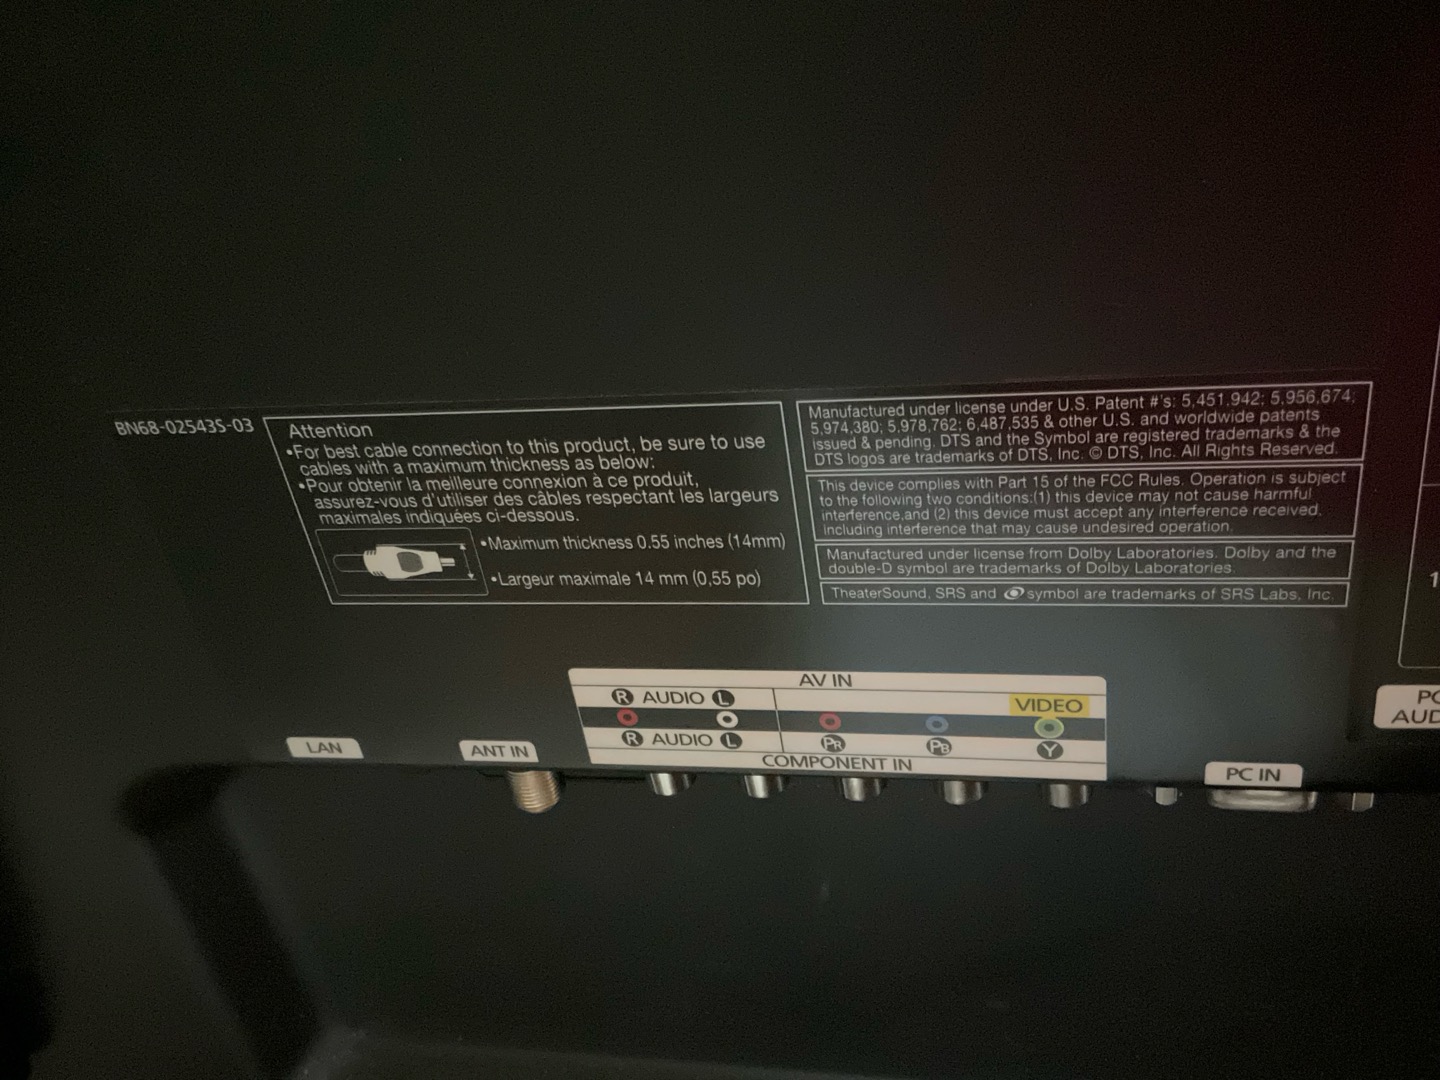 BN68-02543S-03
Attention
•For best cable connection to this product, be sure to use
cables with a maximum thickness as below:
•Pour obtenir la meilleure connexion à ce produit,
assurez-vous d'utiliser des câbles respectant les largeurs
maximales indiquées ci-dessous.
•Maximum thickness 0.55 inches (14mm)
•Largeur maximale 14 mm (0,55 po)
Manufactured under license under U.S. Patent #'s: 5,451,942; 5,956,674;
5,974,380; 5,978,762; 6,487,535 & other U.S. and worldwide patents
issued & pending. DTS and the Symbol are registered trademarks & the
DTS logos are trademarks of DTS, Inc. © DTS, Inc. All Rights Reserved.
This device complies with Part 15 of the FCC Rules. Operation is subject
to the following two conditions:(1) this device may not cause harmful
interference,and (2) this device must accept any interference received,
including interference that may cause undesired operation.
Manufactured under license from Dolby Laboratories. Dolby and the
double-D symbol are trademarks of Dolby Laboratories.
TheaterSound, SRS and symbol are trademarks of SRS Labs, Inc.
AV IN
R AUDIO L
VIDEO
R AUDIO L
PR
PB
Y
COMPONENT IN
LAN
ANT IN
PC IN
PC
AUD
1